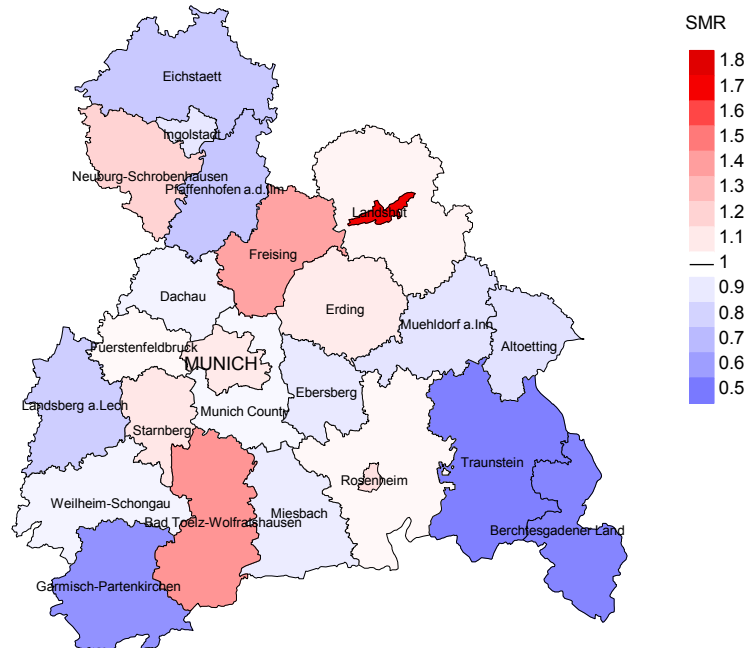 SMR
1.8
1.7
1.6
1.5
1.4
1.3
1.2
1.1
1
0.9
0.8
0.7
0.6
0.5
Eichstaett
Ingolstadt
Neuburg-Schrobenhausen
Pfaffenhofen a.d.Ilm
Landshut
Freising
Dachau
Erding
Muehldorf a.Inn
Altoetting
Fuerstenfeldbruck
MUNICH
Ebersberg
Landsberg a.Lech
Munich County
Starnberg
Traunstein
Rosenheim
Weilheim-Schongau
Miesbach
Bad Toelz-Wolfratshausen
Berchtesgadener Land
Garmisch-Partenkirchen